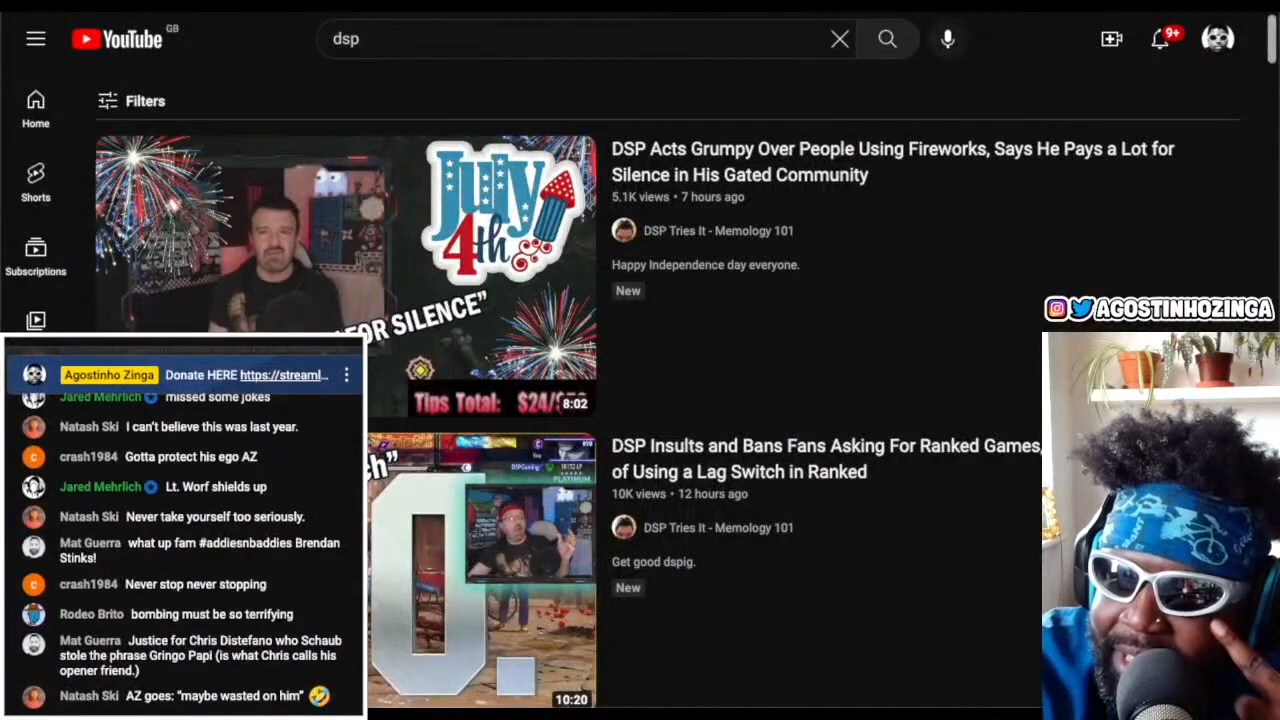 YouTube GB
dsp
9+
Filters
Home
Shorts
Subscriptions
July
4th
FOR SILENCE"
Tips Total: $24/
8:02
DSP Acts Grumpy Over People Using Fireworks, Says He Pays a Lot for
Silence in His Gated Community
5.1K views • 7 hours ago
DSP Tries It - Memology 101
Happy Independence day everyone.
New
AGOSTINHOZINGA
Agostinho Zinga Donate HERE https://streaml...
Jared Mehrlich missed some jokes
Natash Ski I can't believe this was last year.
crash1984 Gotta protect his ego AZ
Jared Mehrlich Lt. Worf shields up
Natash Ski Never take yourself too seriously.
Mat Guerra what up fam #addiesnbaddies Brendan
Stinks!
crash1984 Never stop never stopping
Rodeo Brito bombing must be so terrifying
Mat Guerra Justice for Chris Distefano who Schaub
stole the phrase Gringo Papi (is what Chris calls his
opener friend.)
Natash Ski AZ goes: "maybe wasted on him" 🤣
10:20
DSP Insults and Bans Fans Asking For Ranked Games,
of Using a Lag Switch in Ranked
10K views • 12 hours ago
DSP Tries It - Memology 101
Get good dspig.
New